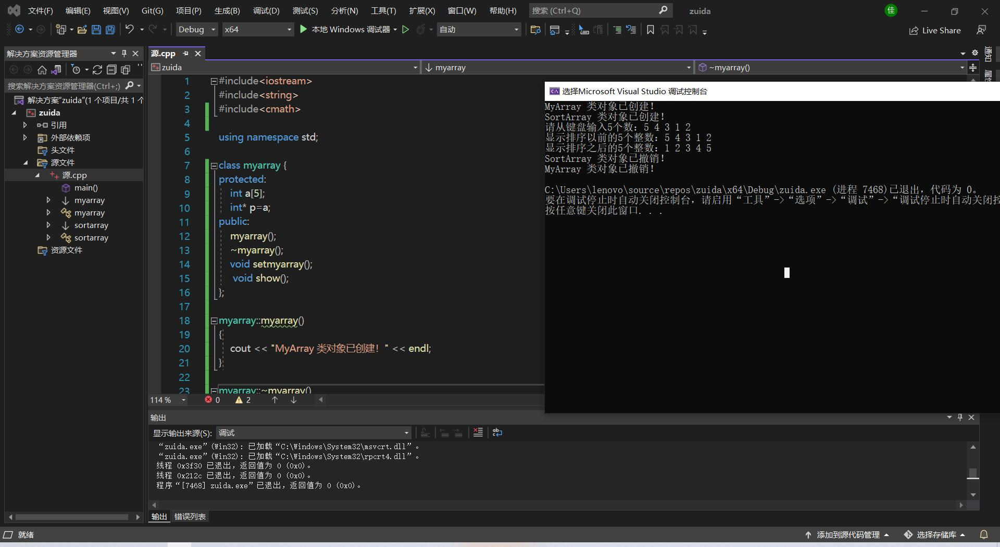 文件(F) 编辑(E) 视图(V) Git(G) 项目(P) 生成(B) 调试(D) 测试(S) 分析(N) 工具(T) 扩展(X) 窗口(W) 帮助(H) 搜索 (Ctrl+Q) zuida 佳
Debug x64 本地 Windows 调试器 自动 Live Share
解决方案资源管理器
搜索解决方案资源管理器(Ctrl+;)
解决方案“zuida”(1 个项目/共 1 个
zuida
引用
外部依赖项
头文件
源文件
源.cpp
main()
myarray
myarray
sortarray
sortarray
资源文件
源.cpp
zuida myarray ~myarray()
通知
1 #include<iostream>
2 #include<string>
3 #include<cmath>
4
5 using namespace std;
6
7 class myarray {
8 protected:
9 int a[5];
10 int* p=a;
11 public:
12 myarray();
13 ~myarray();
14 void setmyarray();
15 void show();
16 };
17
18 myarray::myarray()
19 {
20 cout << "MyArray 类对象已创建！" << endl;
21 }
22
23 myarray::~myarray()
114 % 0 2
选择Microsoft Visual Studio 调试控制台
MyArray 类对象已创建！
SortArray 类对象已创建！
请从键盘输入5个数：5 4 3 1 2
显示排序以前的5个整数：5 4 3 1 2
显示排序之后的5个整数：1 2 3 4 5
SortArray 类对象已撤销！
MyArray 类对象已撤销！
C:\Users\lenovo\source\repos\zuida\x64\Debug\zuida.exe (进程 7468)已退出，代码为 0。
要在调试停止时自动关闭控制台，请启用“工具”->“选项”->“调试”->“调试停止时自动关闭控
按任意键关闭此窗口. . .
输出
显示输出来源(S): 调试
“zuida.exe”(Win32): 已加载“C:\Windows\System32\msvcrt.dll”。
“zuida.exe”(Win32): 已加载“C:\Windows\System32\rpcrt4.dll”。
线程 0x3f30 已退出，返回值为 0 (0x0)。
线程 0x212c 已退出，返回值为 0 (0x0)。
程序“[7468] zuida.exe”已退出，返回值为 0 (0x0)。
输出 错误列表
就绪 添加到源代码管理 选择存储库